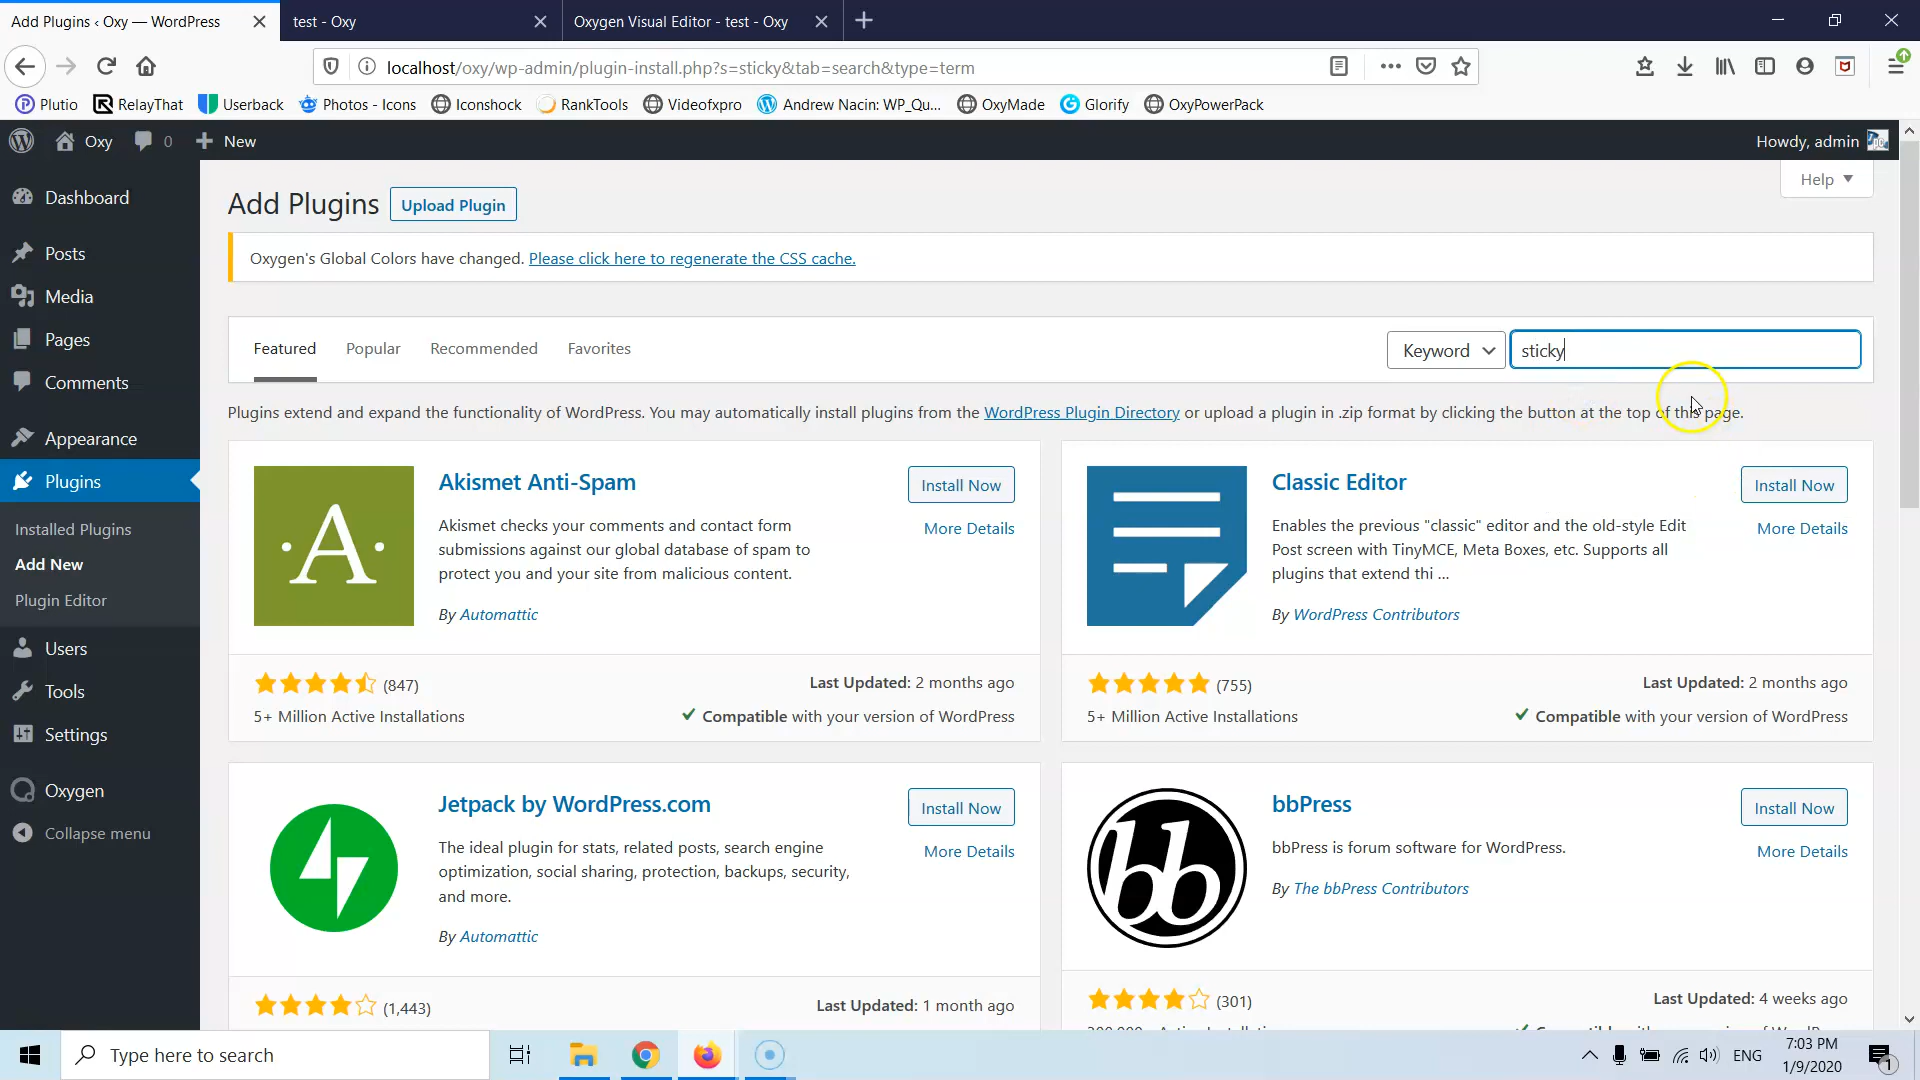 Add Plugins ‹ Oxy — WordPress
test - Oxy
Oxygen Visual Editor - test - Oxy
localhost/oxy/wp-admin/plugin-install.php?s=sticky&tab=search&type=term
Plutio
RelayThat
Userback
Photos - Icons
Iconshock
RankTools
Videofxpro
Andrew Nacin: WP_Qu...
OxyMade
Glorify
OxyPowerPack
Oxy
0
New
Howdy, admin
Dashboard
Posts
Media
Pages
Comments
Appearance
Plugins
Installed Plugins
Add New
Plugin Editor
Users
Tools
Settings
Oxygen
Collapse menu
Help
Add Plugins
Upload Plugin
Oxygen's Global Colors have changed. Please click here to regenerate the CSS cache.
Featured
Popular
Recommended
Favorites
Keyword
sticky
Plugins extend and expand the functionality of WordPress. You may automatically install plugins from the WordPress Plugin Directory or upload a plugin in .zip format by clicking the button at the top of this page.
A
Akismet Anti-Spam
Install Now
More Details
Akismet checks your comments and contact form
submissions against our global database of spam to
protect you and your site from malicious content.
By Automattic
(847)
5+ Million Active Installations
Last Updated: 2 months ago
Compatible with your version of WordPress
Classic Editor
Install Now
More Details
Enables the previous "classic" editor and the old-style Edit
Post screen with TinyMCE, Meta Boxes, etc. Supports all
plugins that extend thi ...
By WordPress Contributors
(755)
5+ Million Active Installations
Last Updated: 2 months ago
Compatible with your version of WordPress
Jetpack by WordPress.com
Install Now
More Details
The ideal plugin for stats, related posts, search engine
optimization, social sharing, protection, backups, security,
and more.
By Automattic
(1,443)
Last Updated: 1 month ago
bb
bbPress
Install Now
More Details
bbPress is forum software for WordPress.
By The bbPress Contributors
(301)
Last Updated: 4 weeks ago
Type here to search
ENG
7:03 PM
1/9/2020
1